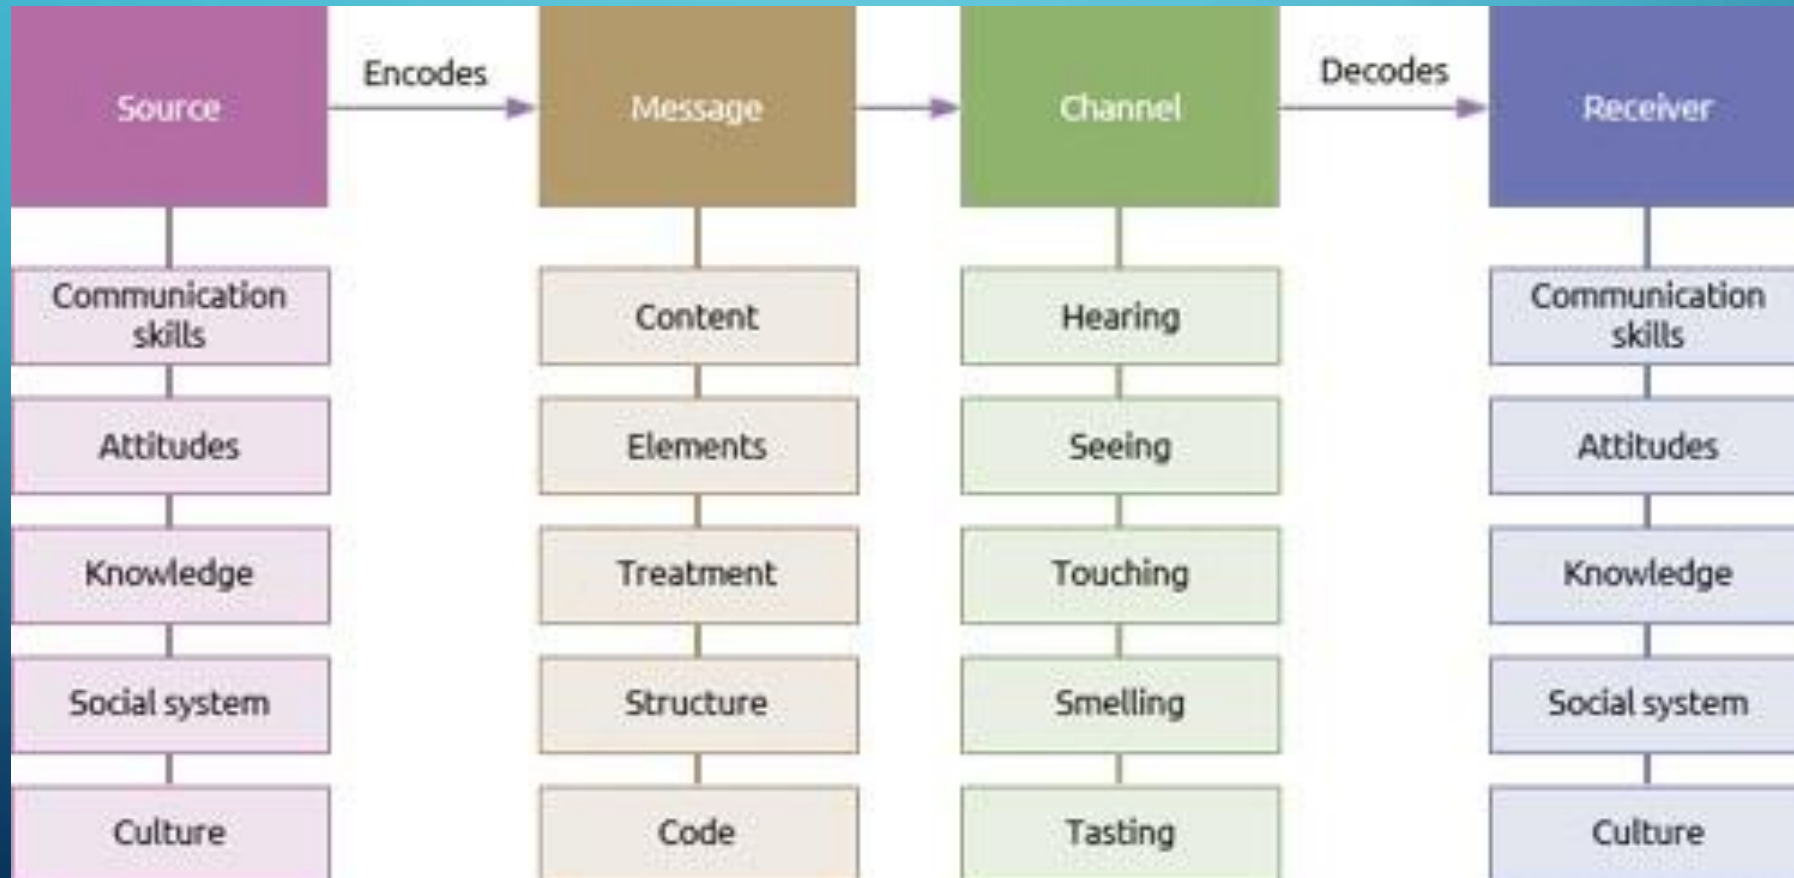 Source
Encodes
Message
Channel
Decodes
Receiver
Communication
skills
Attitudes
Knowledge
Social system
Culture
Content
Elements
Treatment
Structure
Code
Hearing
Seeing
Touching
Smelling
Tasting
Communication
skills
Attitudes
Knowledge
Social system
Culture